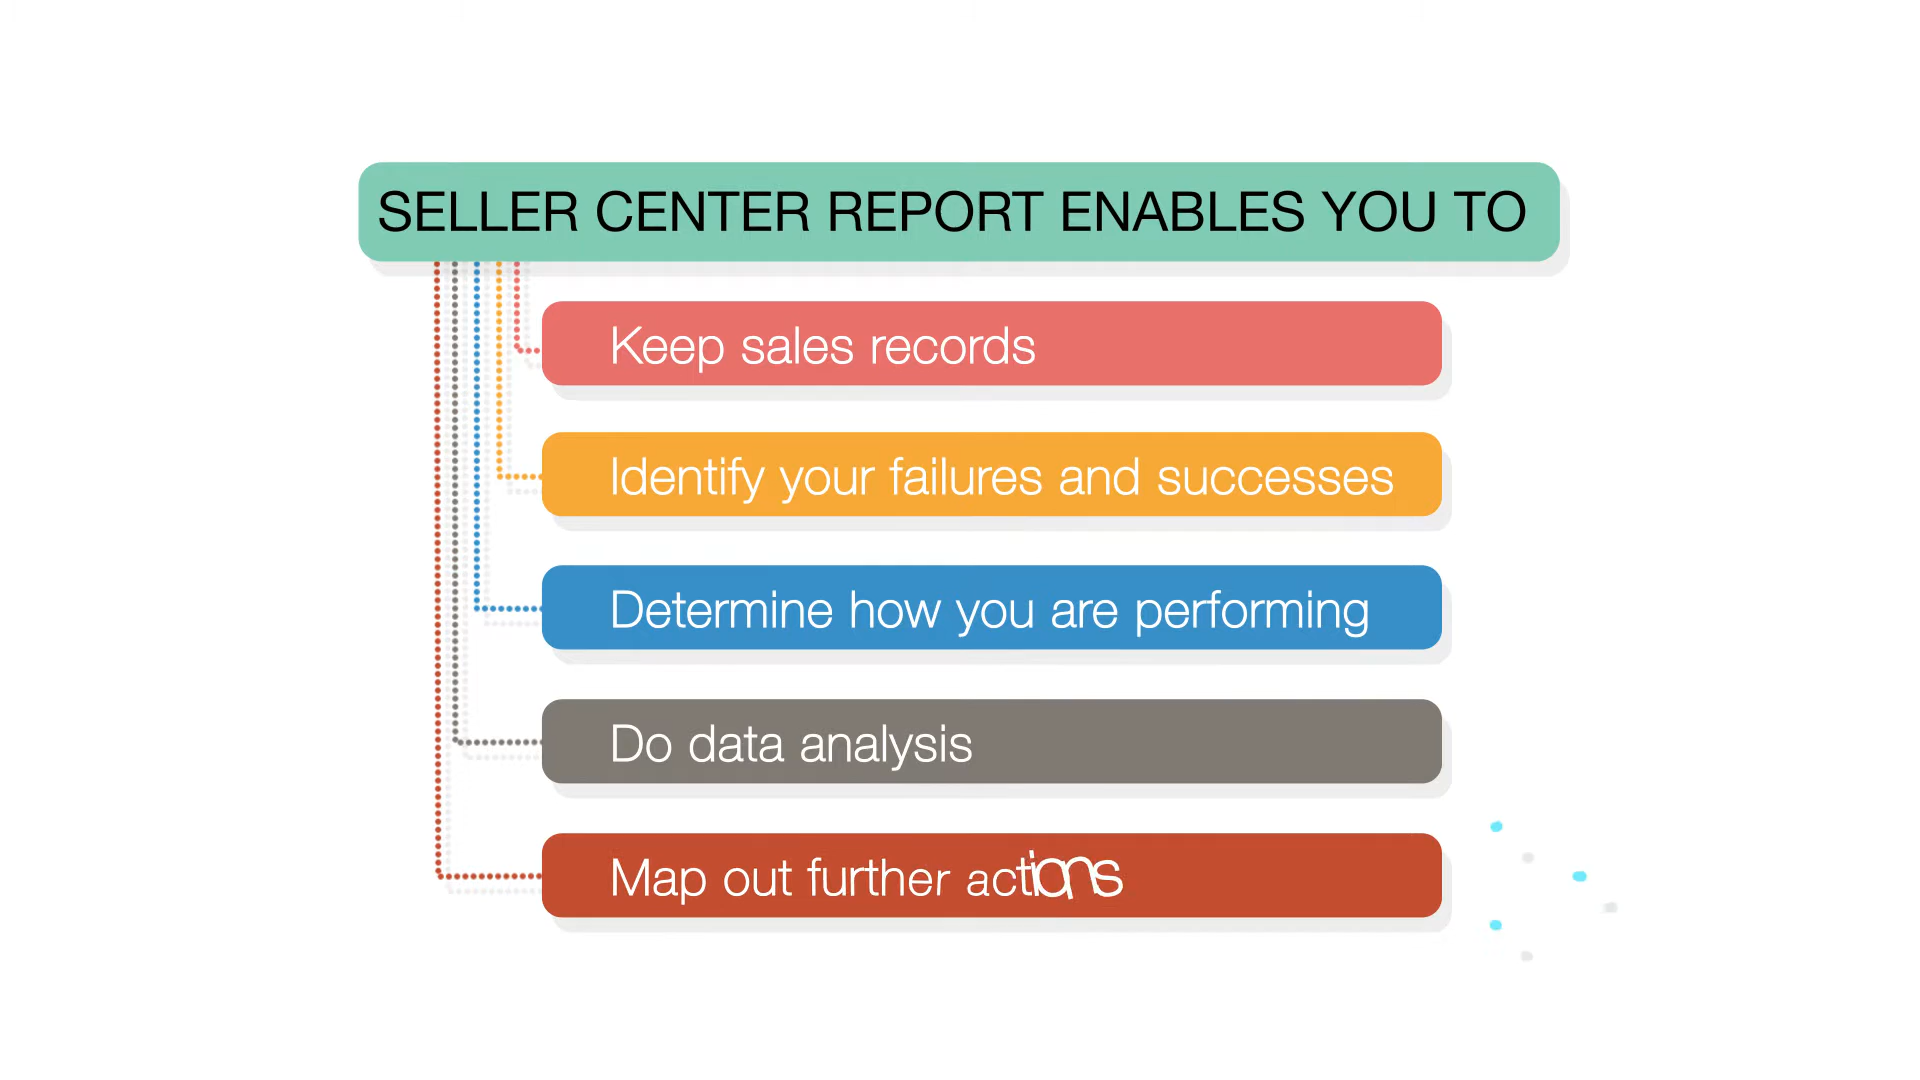 SELLER CENTER REPORT ENABLES YOU TO
Keep sales records
Identify your failures and successes
Determine how you are performing
Do data analysis
Map out further actions